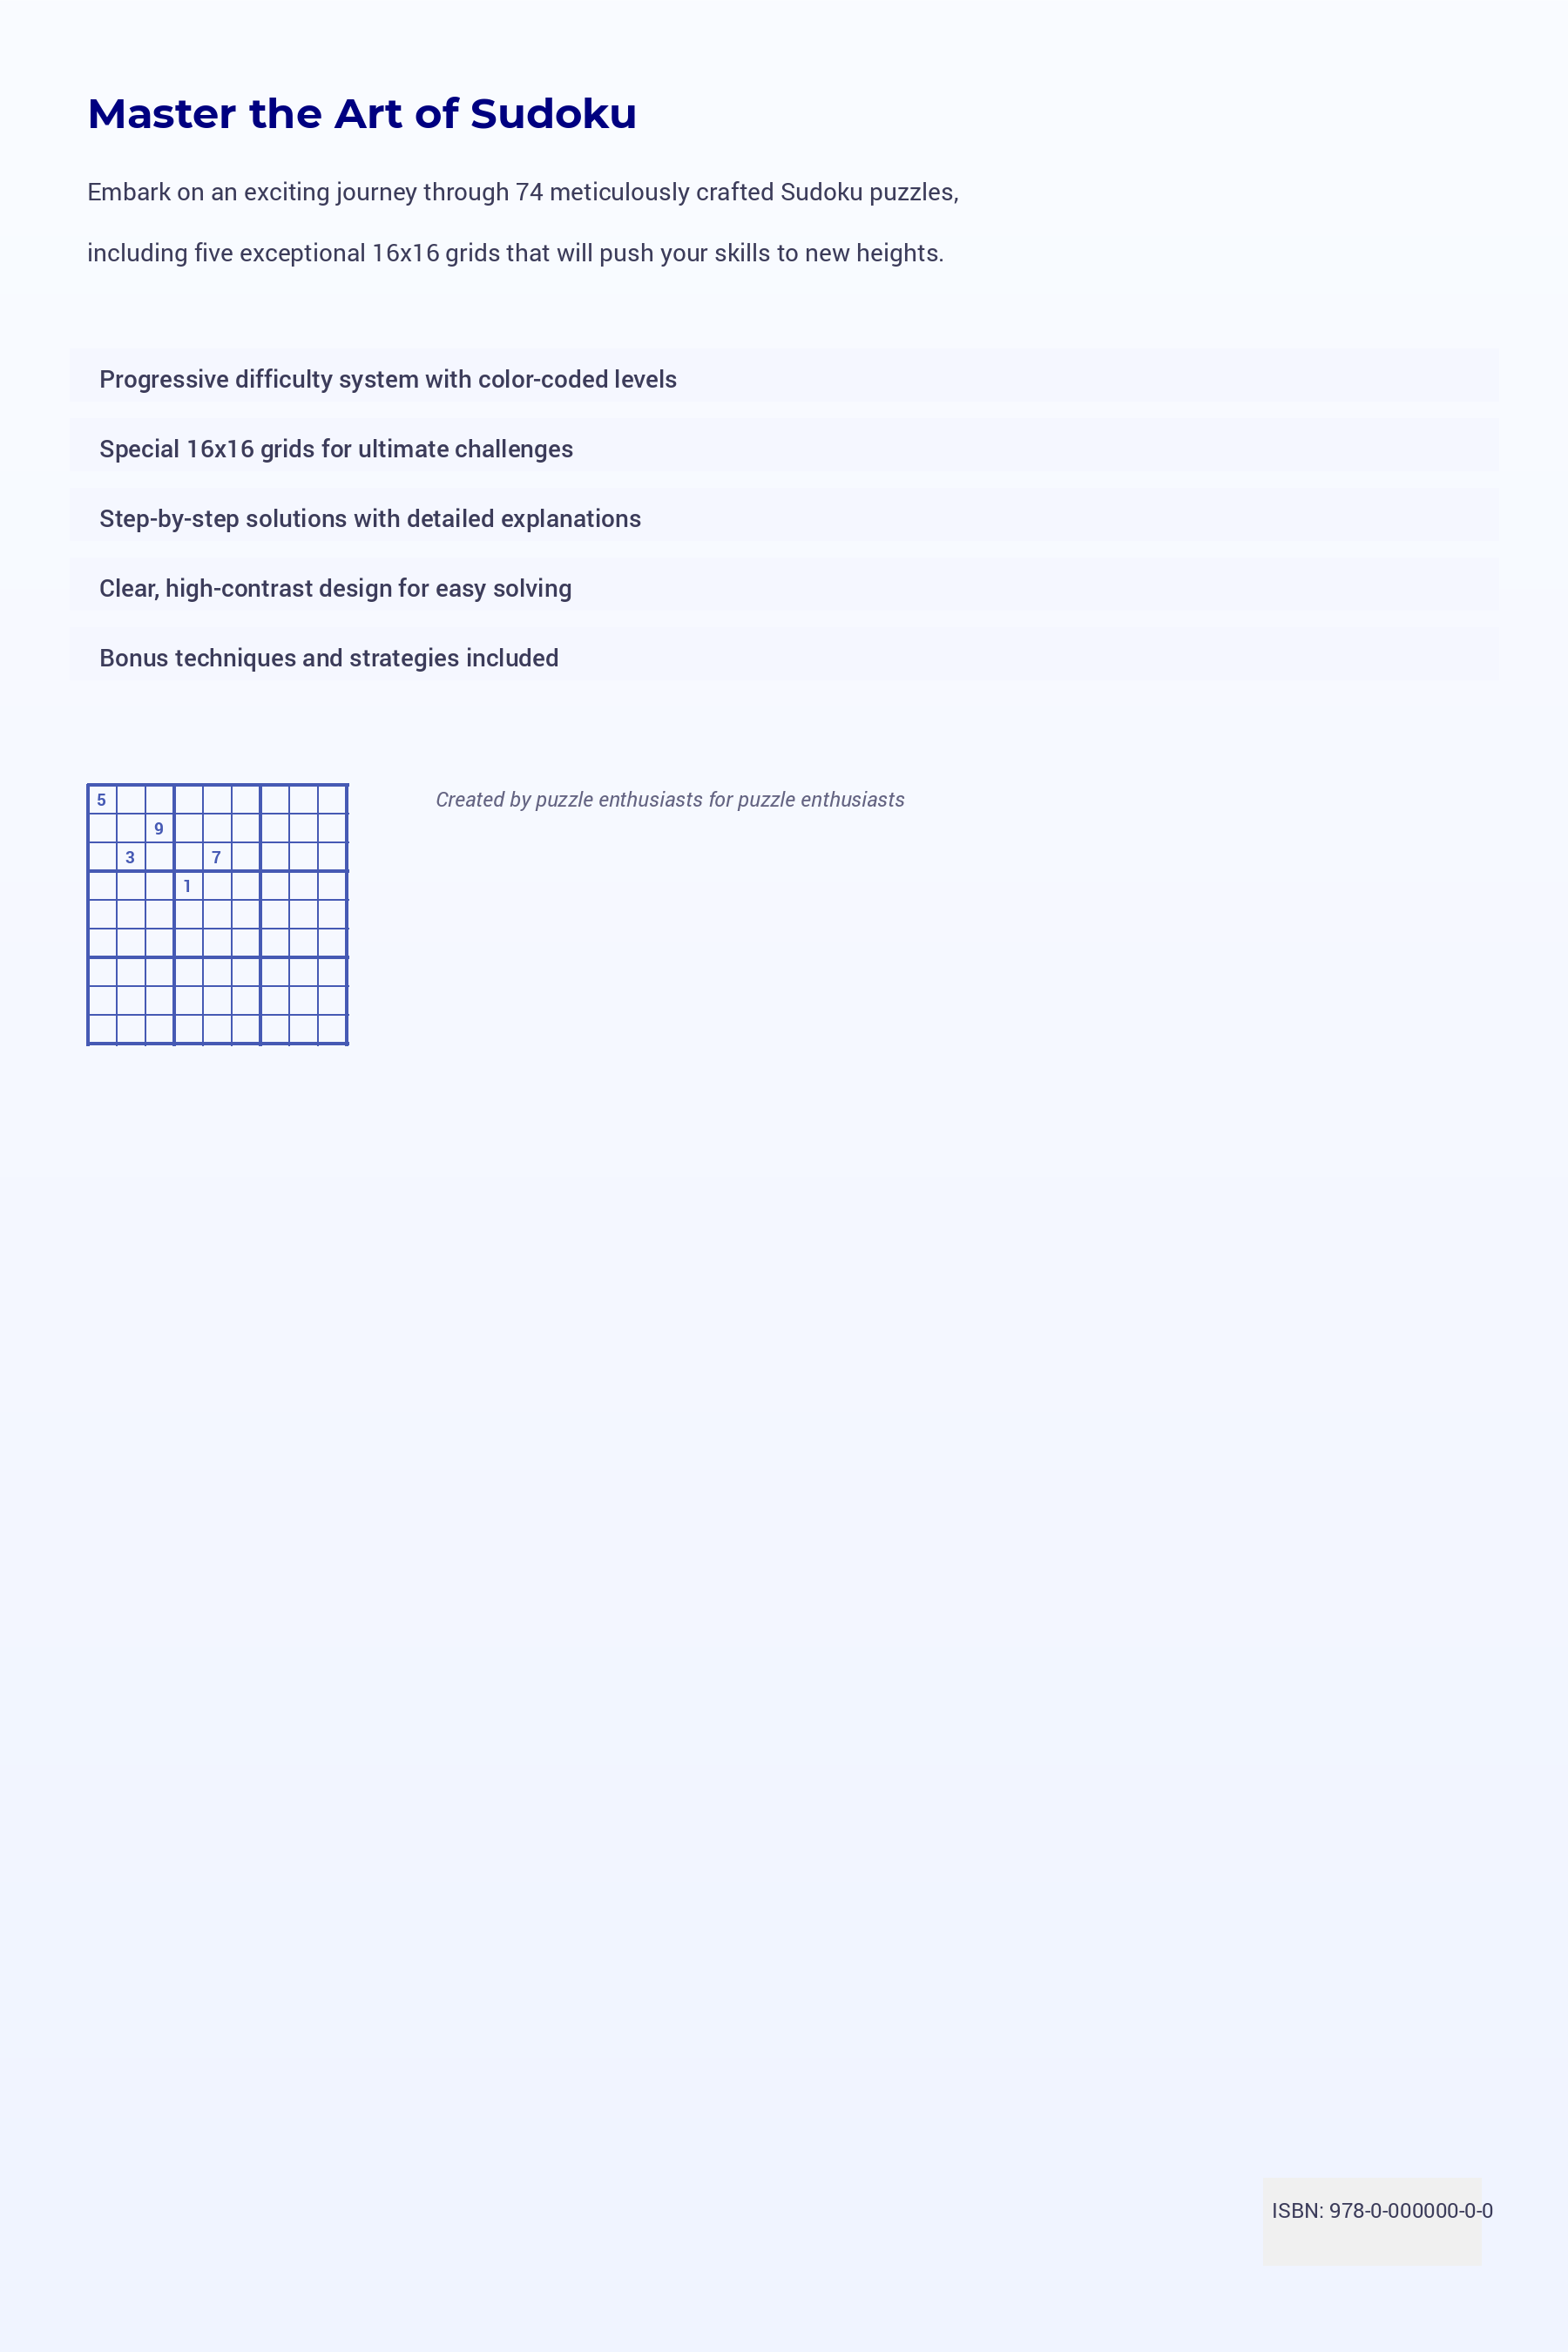 Master the Art of Sudoku
Embark on an exciting journey through 74 meticulously crafted Sudoku puzzles,
including five exceptional 16x16 grids that will push your skills to new heights.
Progressive difficulty system with color-coded levels
Special 16x16 grids for ultimate challenges
Step-by-step solutions with detailed explanations
Clear, high-contrast design for easy solving
Bonus techniques and strategies included
5
Created by puzzle enthusiasts for puzzle enthusiasts
9
3 7
1
ISBN: 978-0-000000-0-0